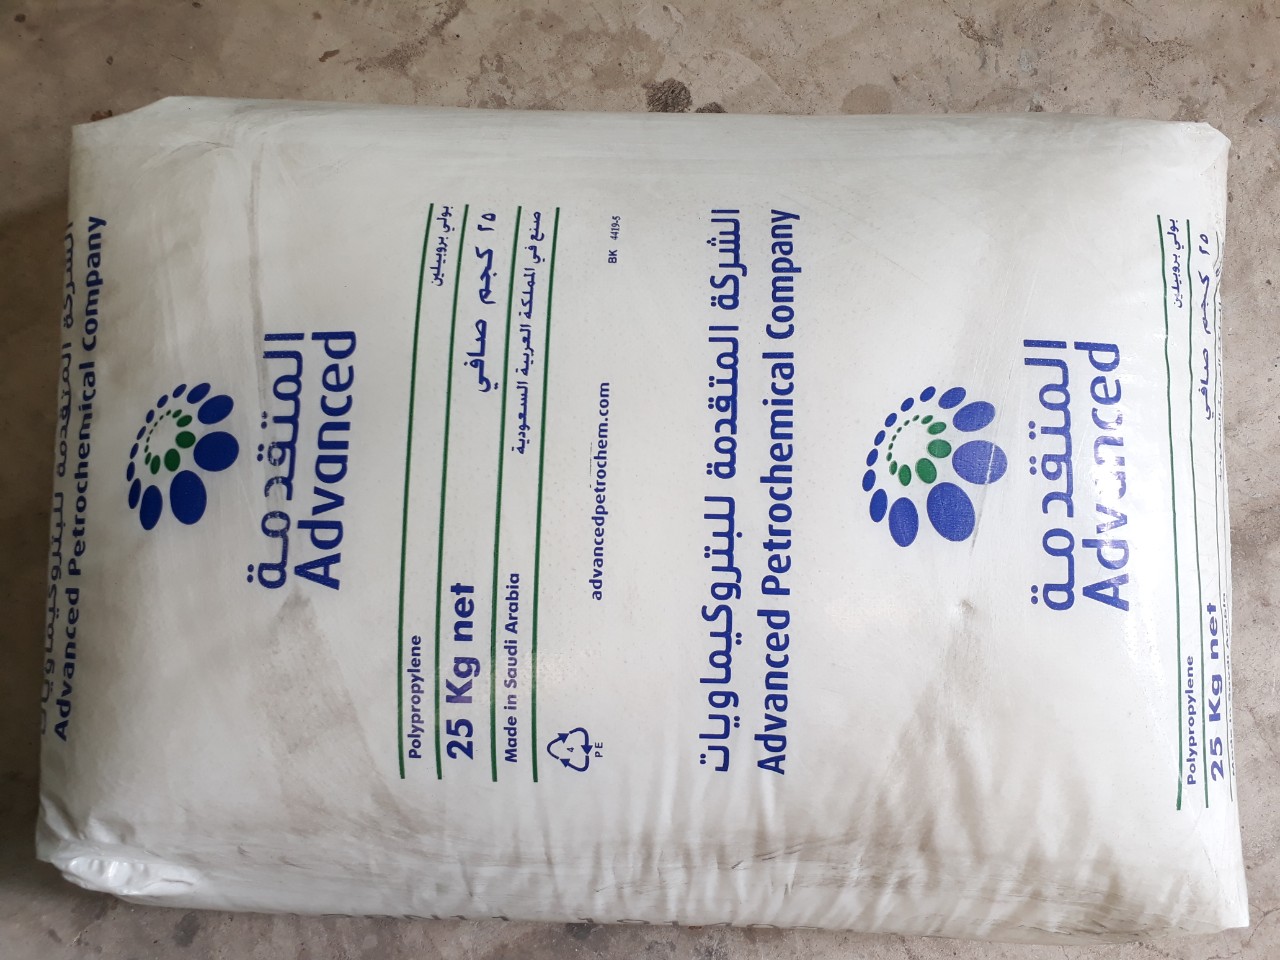 الشركة المتقدمة للبتروكيماويات
Advanced Petrochemical Company
المتقدمة
Advanced
Polypropylene بولي بروبيلين
25 Kg net ٢٥ كجم صافي
Made in Saudi Arabia صنع في المملكة العربية السعودية
4
PE
advancedpetrochem.com
BK 4419-5
الشركة المتقدمة للبتروكيماويات
Advanced Petrochemical Company
المتقدمة
Advanced
Polypropylene بولي بروبيلين
25 Kg net ٢٥ كجم صافي